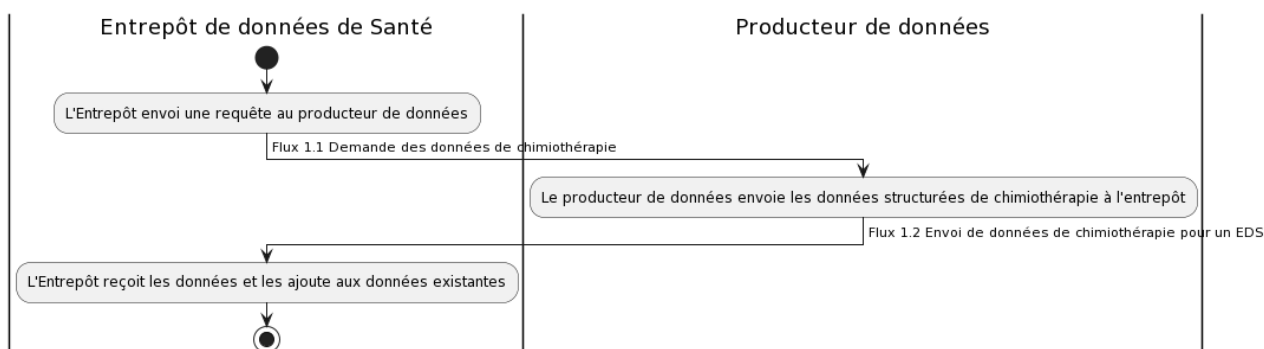 Entrepôt de données de Santé
Producteur de données
L'Entrepôt envoi une requête au producteur de données
Flux 1.1 Demande des données de chimiothérapie
Le producteur de données envoie les données structurées de chimiothérapie à l'entrepôt
Flux 1.2 Envoi de données de chimiothérapie pour un EDS
L'Entrepôt reçoit les données et les ajoute aux données existantes